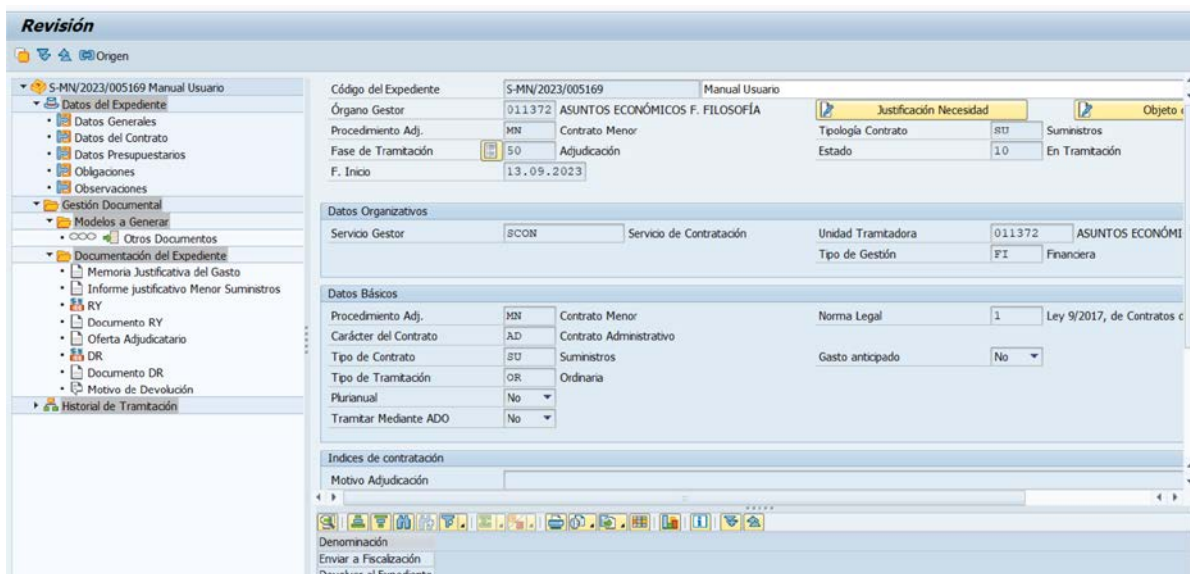 Revisión
Origen
S-MN/2023/005169 Manual Usuario
Datos del Expediente
Datos Generales
Datos del Contrato
Datos Presupuestarios
Obligaciones
Observaciones
Gestión Documental
Modelos a Generar
Otros Documentos
Documentación del Expediente
Memoria Justificativa del Gasto
Informe justificativo Menor Suministros
RY
Documento RY
Oferta Adjudicatario
DR
Documento DR
Motivo de Devolución
Historial de Tramitación
Código del Expediente S-MN/2023/005169 Manual Usuario
Órgano Gestor 011372 ASUNTOS ECONÓMICOS F. FILOSOFÍA Justificación Necesidad Objeto
Procedimiento Adj. MN Contrato Menor Tipología Contrato SU Suministros
Fase de Tramitación 50 Adjudicación Estado 10 En Tramitación
F. Inicio 13.09.2023
Datos Organizativos
Servicio Gestor SCON Servicio de Contratación Unidad Tramitadora 011372 ASUNTOS ECONÓMI
Tipo de Gestión FI Financiera
Datos Básicos
Procedimiento Adj. MN Contrato Menor Norma Legal 1 Ley 9/2017, de Contratos
Carácter del Contrato AD Contrato Administrativo
Tipo de Contrato SU Suministros Gasto anticipado No
Tipo de Tramitación OR Ordinaria
Plurianual No
Tramitar Mediante ADO No
Indices de contratación
Motivo Adjudicación
Denominación
Enviar a Fiscalización
Devolver el Expediente